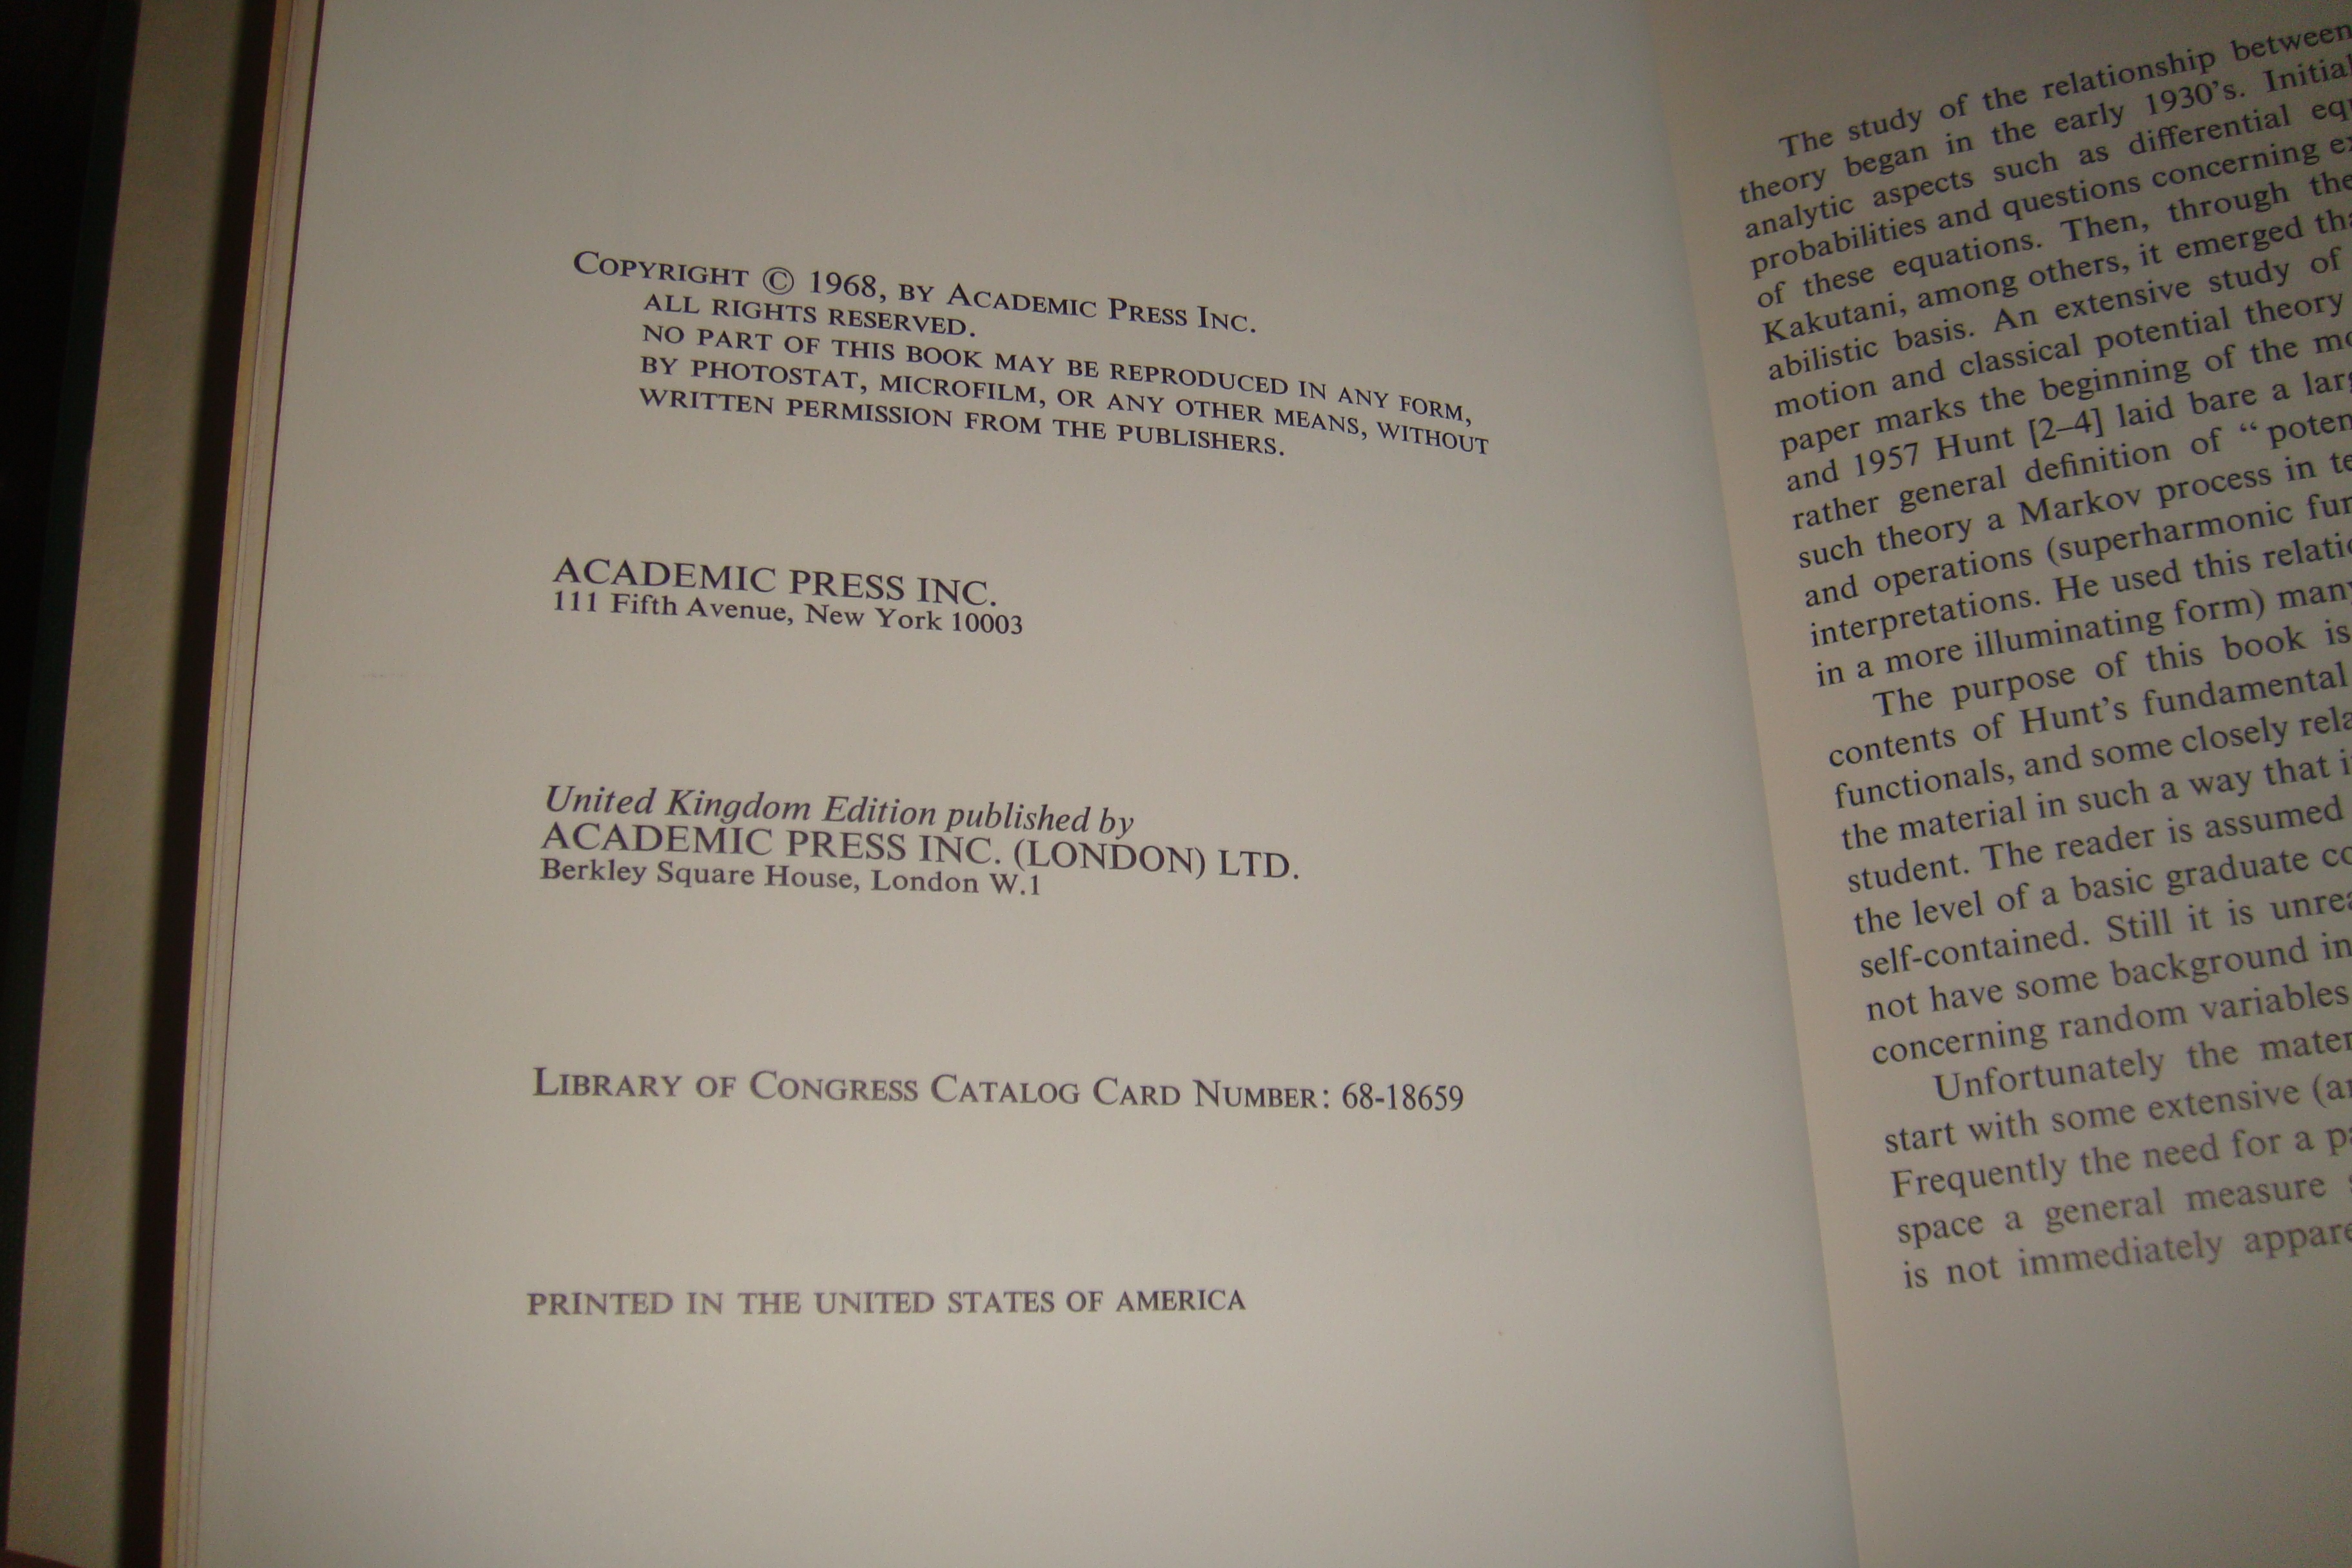 COPYRIGHT © 1968, BY ACADEMIC PRESS INC.
ALL RIGHTS RESERVED.
NO PART OF THIS BOOK MAY BE REPRODUCED IN ANY FORM,
BY PHOTOSTAT, MICROFILM, OR ANY OTHER MEANS, WITHOUT
WRITTEN PERMISSION FROM THE PUBLISHERS.
ACADEMIC PRESS INC.
111 Fifth Avenue, New York 10003
United Kingdom Edition published by
ACADEMIC PRESS INC. (LONDON) LTD.
Berkley Square House, London W.1
LIBRARY OF CONGRESS CATALOG CARD NUMBER: 68-18659
PRINTED IN THE UNITED STATES OF AMERICA
The study of the relationship between
theory began in the early 1930's. Initial
analytic aspects such as differential
probabilities and questions concerning
of these equations. Then, through the
Kakutani, among others, it emerged
abilistic basis. An extensive study of
motion and classical potential theory
paper marks the beginning of the
and 1957 Hunt [2–4] laid bare a
rather general definition of “
such theory a Markov process in
and operations (superharmonic
interpretations. He used this
in a more illuminating form) many
The purpose of this book is
contents of Hunt's fundamental
functionals, and some closely
the material in such a way that
student. The reader is assumed
the level of a basic graduate
self-contained. Still it is
not have some background in
concerning random variables
Unfortunately the
start with some extensive
Frequently the need for a
space a general measure
is not immediately